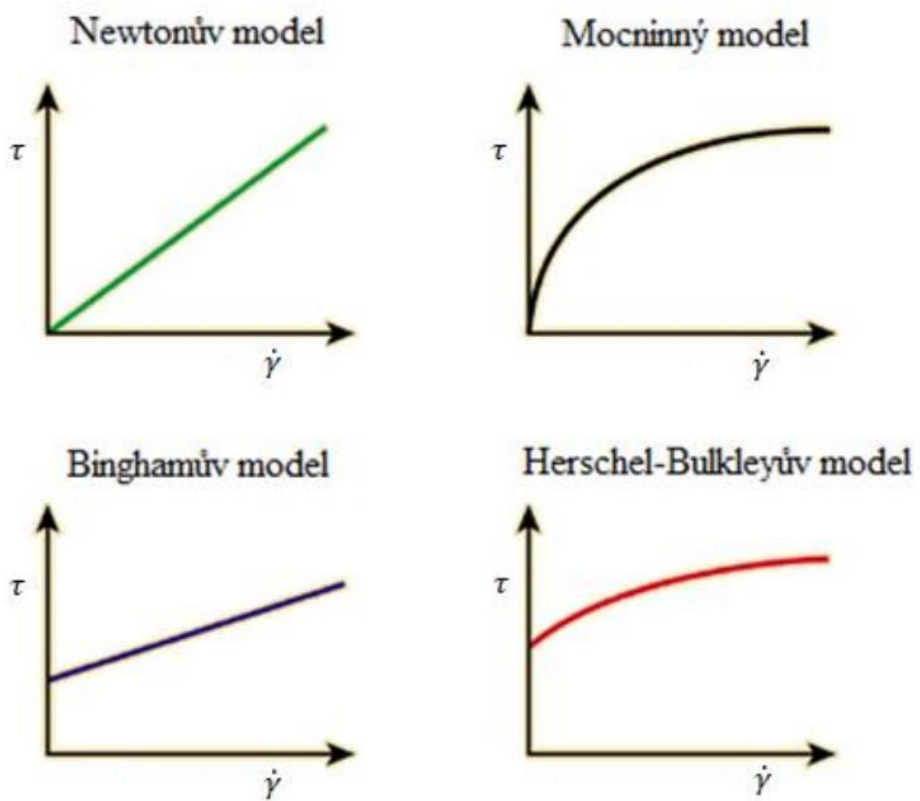 Newtonův model
τ
γ̇
Mocninný model
τ
γ̇
Binghamův model
τ
γ̇
Herschel-Bulkleyův model
τ
γ̇